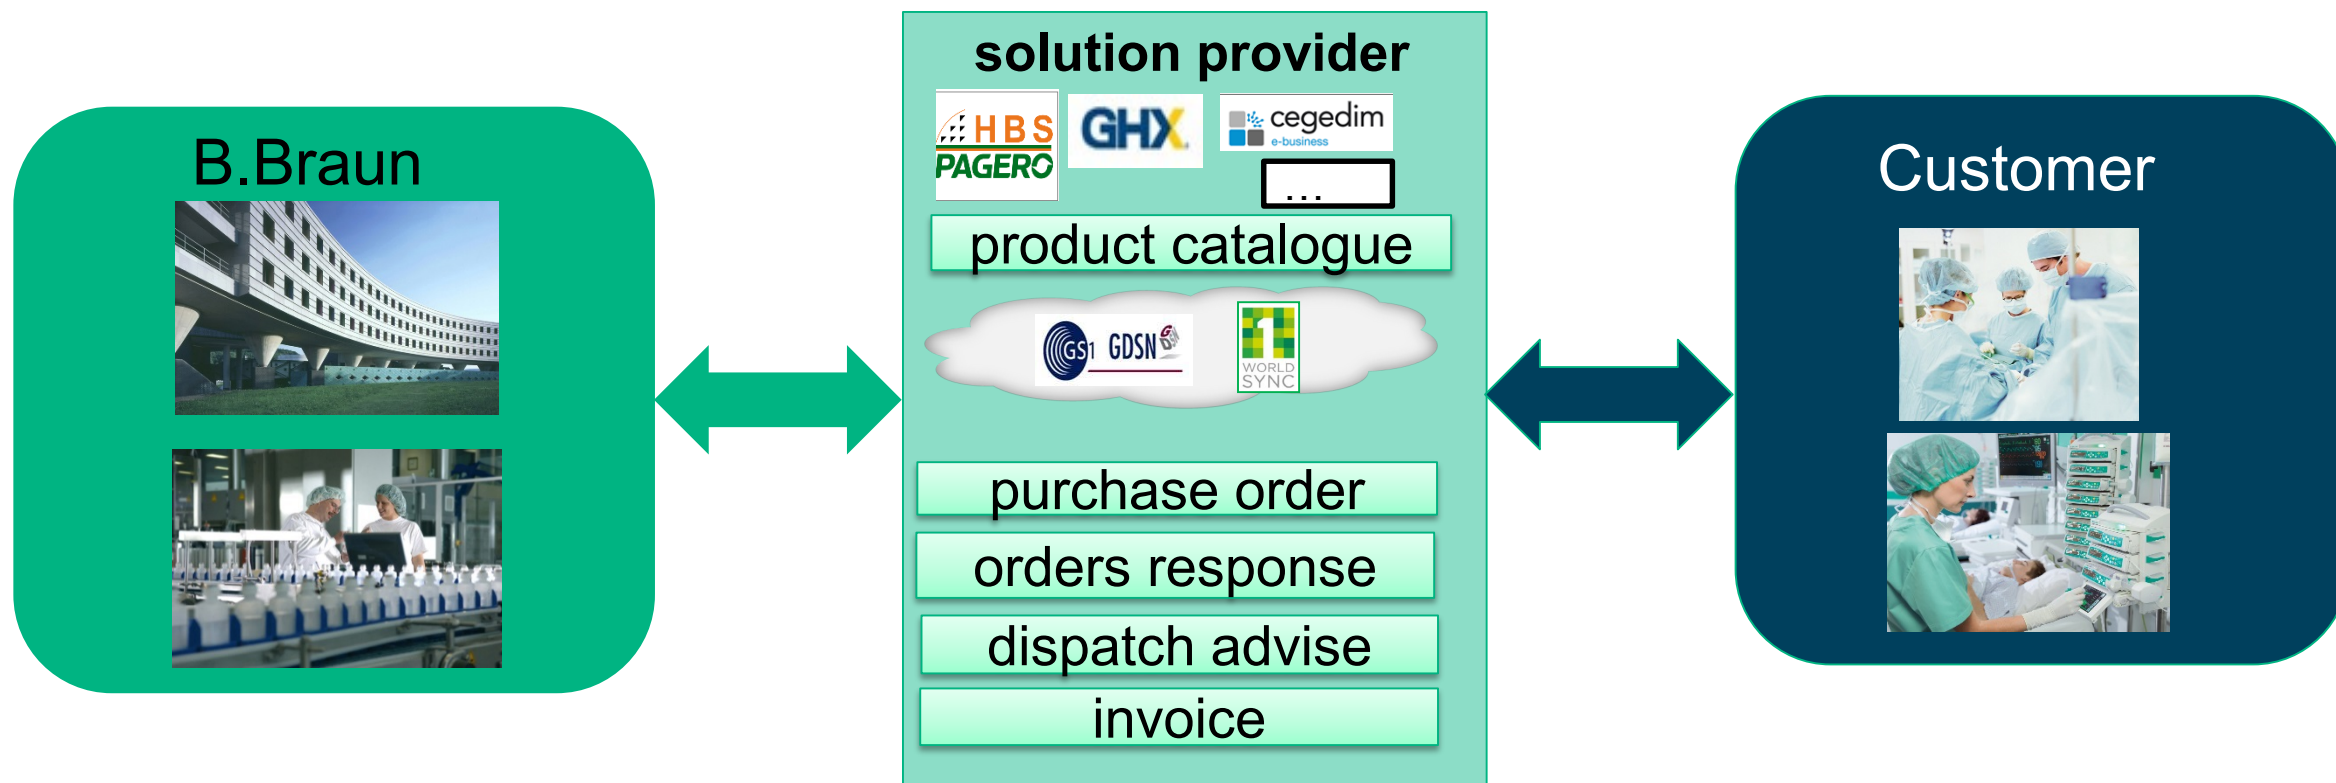 solution provider
HBS
PAGERO
GHX
cegedim
e-business
...
B.Braun
Customer
product catalogue
GS1 GDSN
1
WORLD
SYNC
purchase order
orders response
dispatch advise
invoice